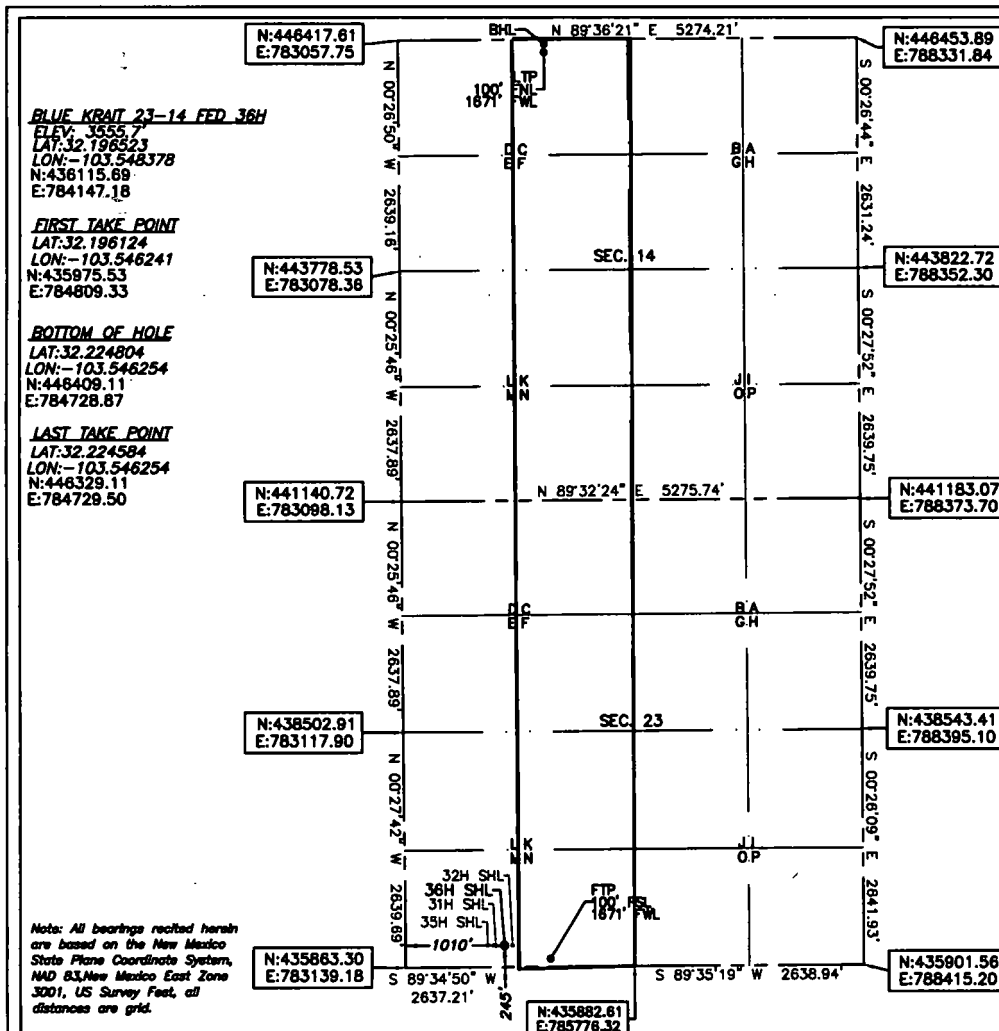 N:446417.61
E:783057.75
BHL
N 89°36'21" E 5274.21'
N:446453.89
E:788331.84
LTP
100' FNL
1671' FWL
BLUE KRAIT 23-14 FED 36H
ELEV: 3555.7'
LAT:32.196523
LON:-103.548378
N:436115.69
E:784147.18
N 00°26'50" W 2639.16'
S 00°26'44" E 2631.24'
D C
E F
B A
G H
FIRST TAKE POINT
LAT:32.196124
LON:-103.546241
N:435975.53
E:784809.33
SEC. 14
N:443778.53
E:783078.36
N:443822.72
E:788352.30
BOTTOM OF HOLE
LAT:32.224804
LON:-103.546254
N:446409.11
E:784728.87
N 00°25'46" W 2637.89'
S 00°27'52" E 2639.75'
L K
M N
J I
O P
LAST TAKE POINT
LAT:32.224584
LON:-103.546254
N:446329.11
E:784729.50
N:441140.72
E:783098.13
N 89°32'24" E 5275.74'
N:441183.07
E:788373.70
N 00°25'46" W 2637.89'
S 00°27'52" E 2639.75'
D C
E F
B A
G H
SEC. 23
N:438502.91
E:783117.90
N:438543.41
E:788395.10
N 00°27'42" W 2639.69'
S 00°26'09" E 2641.93'
L K
M N
J I
O P
32H SHL
36H SHL
31H SHL
35H SHL
1010'
245'
FTP
100' FSL
1671' FWL
Note: All bearings recited herein
are based on the New Mexico
State Plane Coordinate System,
NAD 83,New Mexico East Zone
3001, US Survey Feet, all
distances are grid.
N:435863.30
E:783139.18
S 89°34'50" W
2637.21'
S 89°35'19" W 2638.94'
N:435901.56
E:788415.20
N:435882.61
E:785776.32